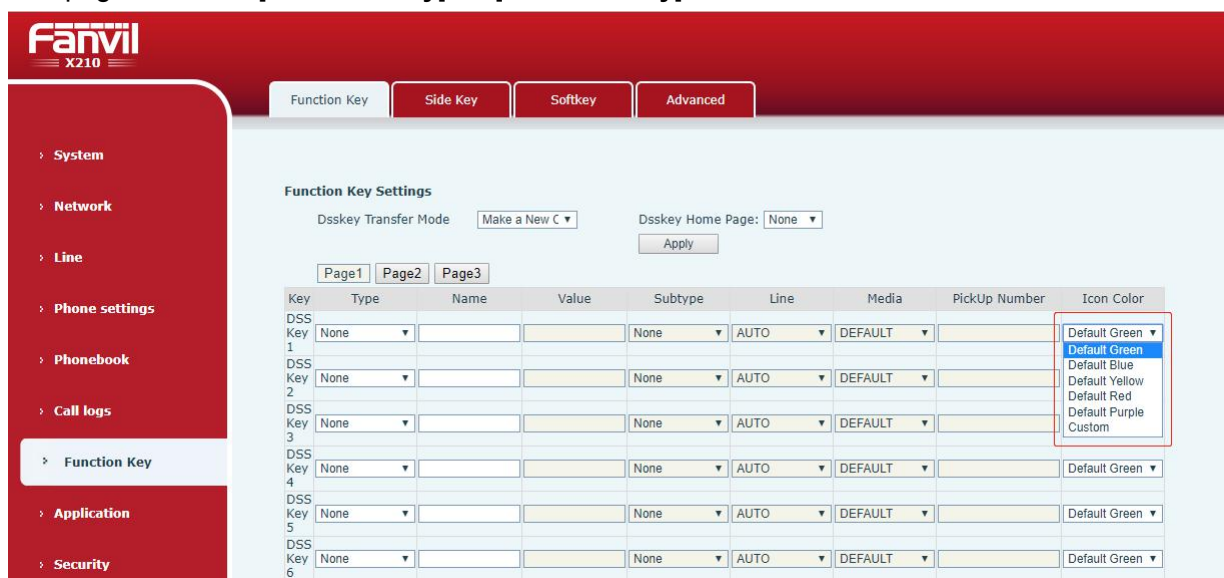 Fanvil
X210
Function Key Side Key Softkey Advanced
› System
› Network
› Line
› Phone settings
› Phonebook
› Call logs
› Function Key
› Application
› Security
Function Key Settings
Dsskey Transfer Mode Make a New C ▼ Dsskey Home Page: None ▼
Apply
Page1 Page2 Page3
Key Type Name Value Subtype Line Media PickUp Number Icon Color
DSS Key 1 None ▼ None ▼ AUTO ▼ DEFAULT ▼ Default Green ▼
Default Green
Default Blue
Default Yellow
Default Red
Default Purple
Custom
DSS Key 2 None ▼ None ▼ AUTO ▼ DEFAULT ▼
DSS Key 3 None ▼ None ▼ AUTO ▼ DEFAULT ▼
DSS Key 4 None ▼ None ▼ AUTO ▼ DEFAULT ▼ Default Green ▼
DSS Key 5 None ▼ None ▼ AUTO ▼ DEFAULT ▼ Default Green ▼
DSS Key 6 None ▼ None ▼ AUTO ▼ DEFAULT ▼ Default Green ▼